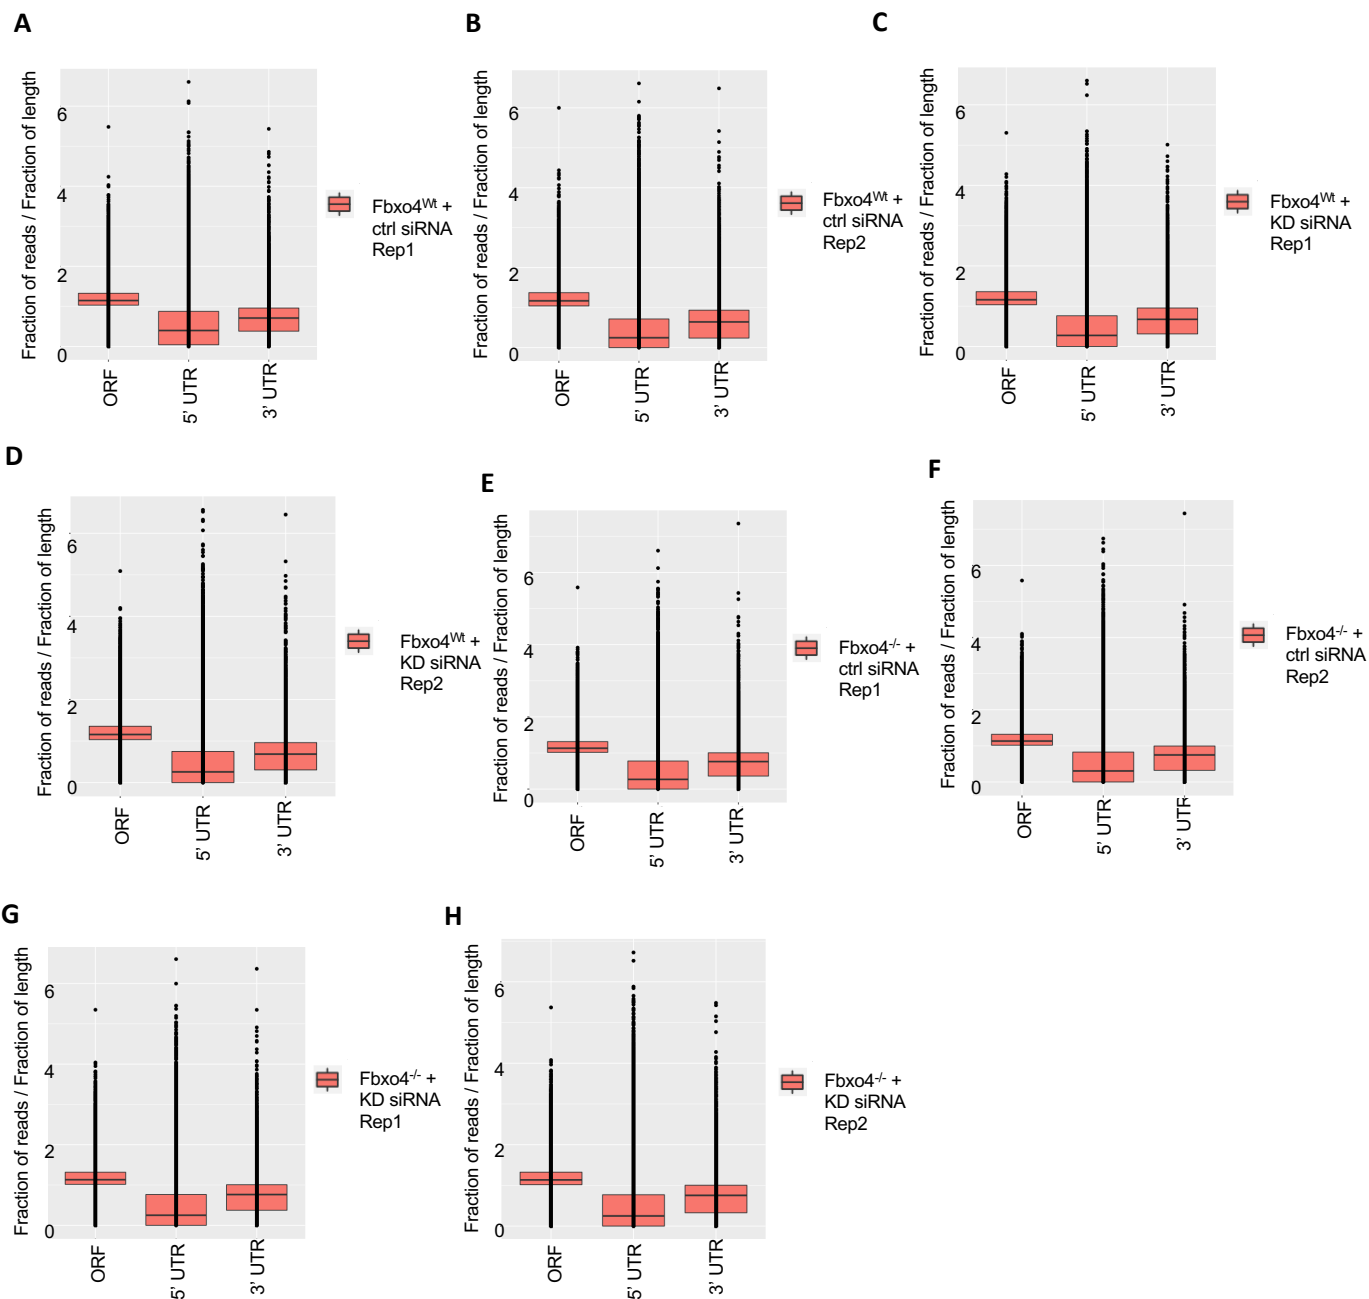 A
Fraction of reads / Fraction of length
6
4
2
0
ORF
5' UTR
3' UTR
Fbxo4Wt +
ctrl siRNA
Rep1
B
Fraction of reads / Fraction of length
6
4
2
0
ORF
5' UTR
3' UTR
Fbxo4Wt +
ctrl siRNA
Rep2
C
Fraction of reads / Fraction of length
6
4
2
0
ORF
5' UTR
3' UTR
Fbxo4Wt +
KD siRNA
Rep1
D
Fraction of reads / Fraction of length
6
4
2
0
ORF
5' UTR
3' UTR
Fbxo4Wt +
KD siRNA
Rep2
E
Fraction of reads / Fraction of length
6
4
2
0
ORF
5' UTR
3' UTR
Fbxo4-/- +
ctrl siRNA
Rep1
F
Fraction of reads / Fraction of length
6
4
2
0
ORF
5' UTR
3' UTR
Fbxo4-/- +
ctrl siRNA
Rep2
G
Fraction of reads / Fraction of length
6
4
2
0
ORF
5' UTR
3' UTR
Fbxo4-/- +
KD siRNA
Rep1
H
Fraction of reads / Fraction of length
6
4
2
0
ORF
5' UTR
3' UTR
Fbxo4-/- +
KD siRNA
Rep2